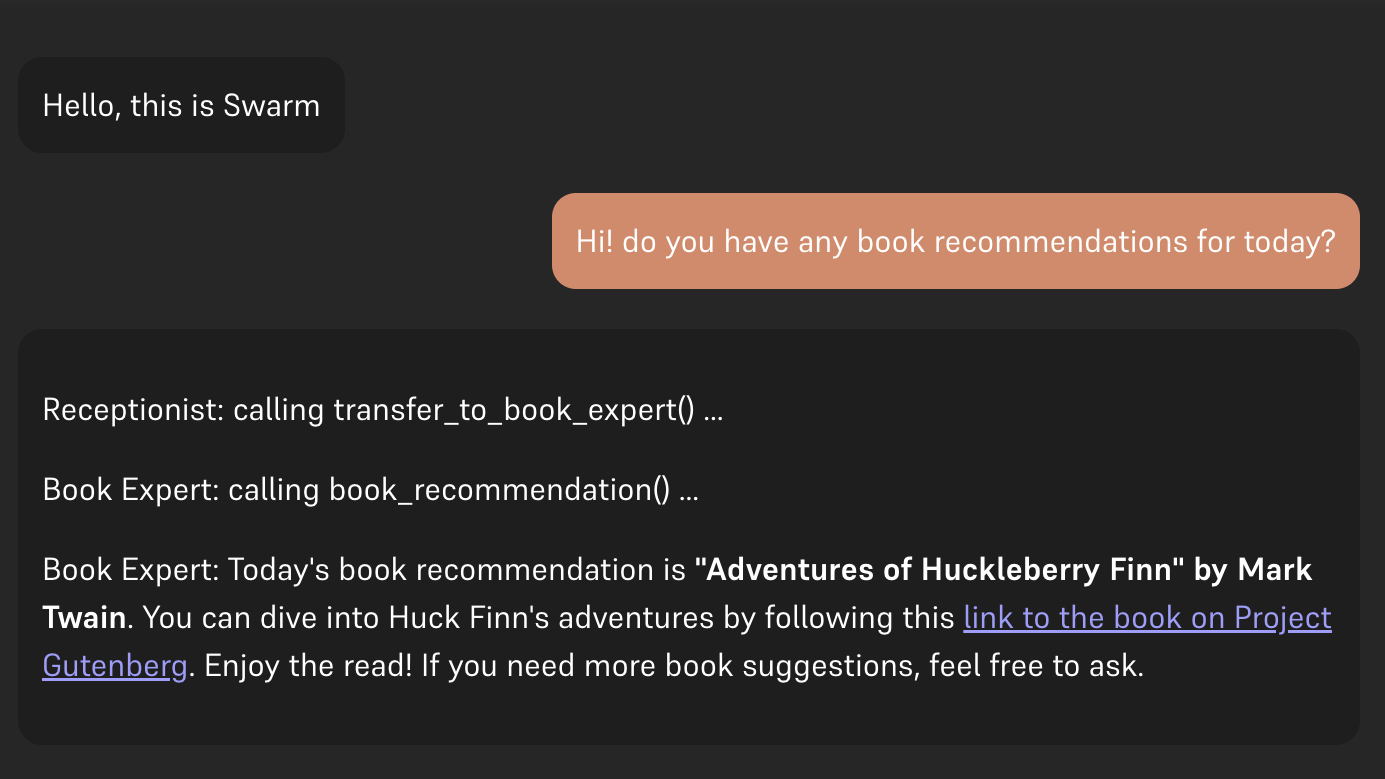 Hello, this is Swarm
Hi! do you have any book recommendations for today?
Receptionist: calling transfer_to_book_expert() ...
Book Expert: calling book_recommendation() ...
Book Expert: Today's book recommendation is "Adventures of Huckleberry Finn" by Mark
Twain. You can dive into Huck Finn's adventures by following this link to the book on Project
Gutenberg. Enjoy the read! If you need more book suggestions, feel free to ask.